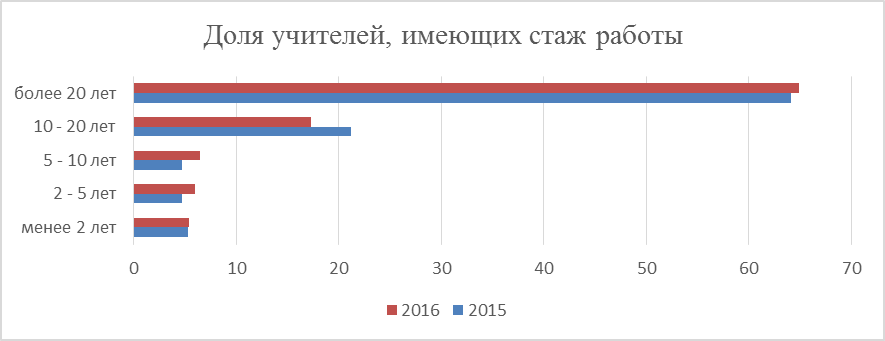 Доля учителей, имеющих стаж работы
более 20 лет
10 - 20 лет
5 - 10 лет
2 - 5 лет
менее 2 лет
0 10 20 30 40 50 60 70
2016 2015